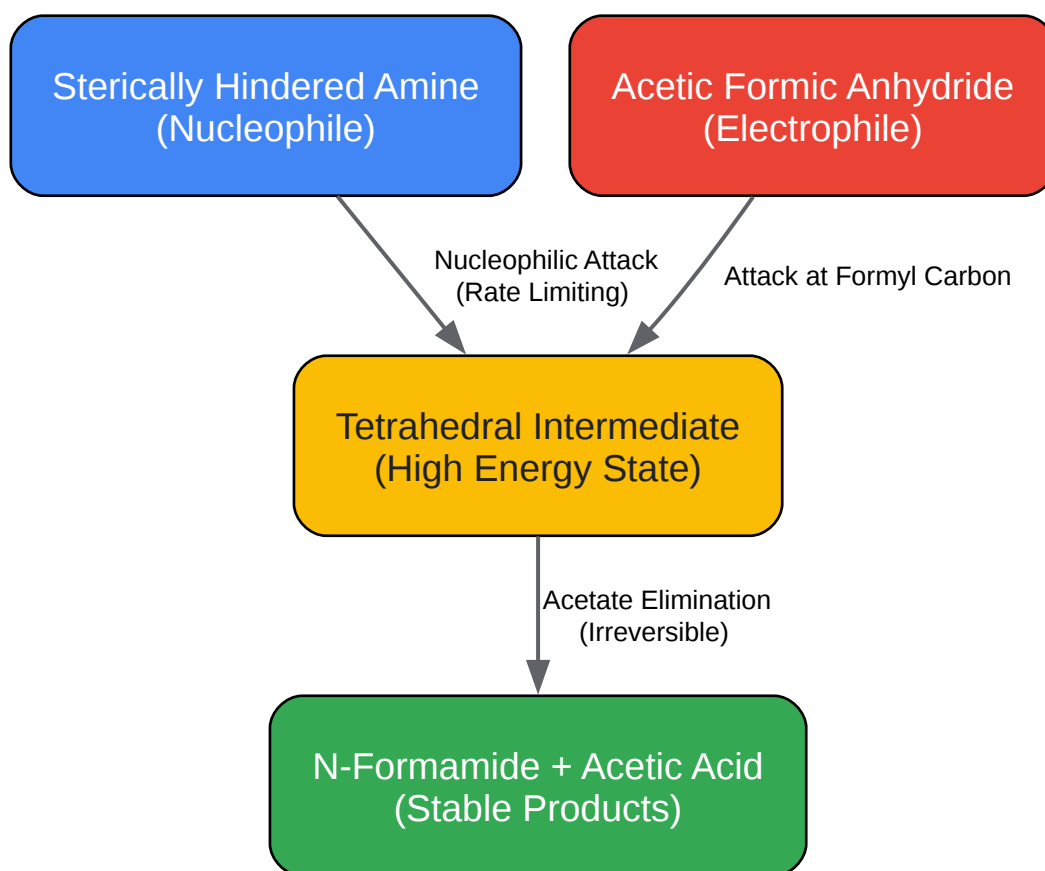 Sterically Hindered Amine
(Nucleophile)
Acetic Formic Anhydride
(Electrophile)
Nucleophilic Attack
(Rate Limiting)
Attack at Formyl Carbon
Tetrahedral Intermediate
(High Energy State)
Acetate Elimination
(Irreversible)
N-Formamide + Acetic Acid
(Stable Products)